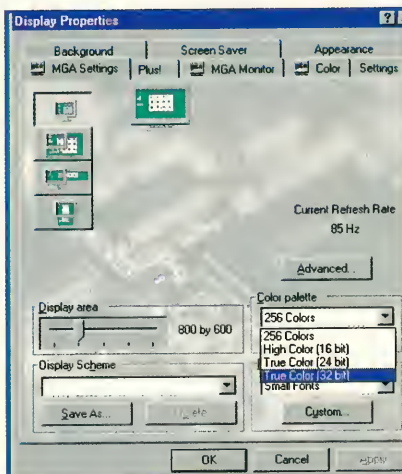 Display Properties
?
Background
Screen Saver
Appearance
MGA Settings
Plus!
MGA Monitor
Color
Settings
Current Refresh Rate
85 Hz
Advanced...
Display area
800 by 600
Color palette
256 Colors
256 Colors
High Color (16 bit)
True Color (24 bit)
True Color (32 bit)
Small Fonts
Display Scheme
Save As...
Custom...
OK
Cancel
Apply